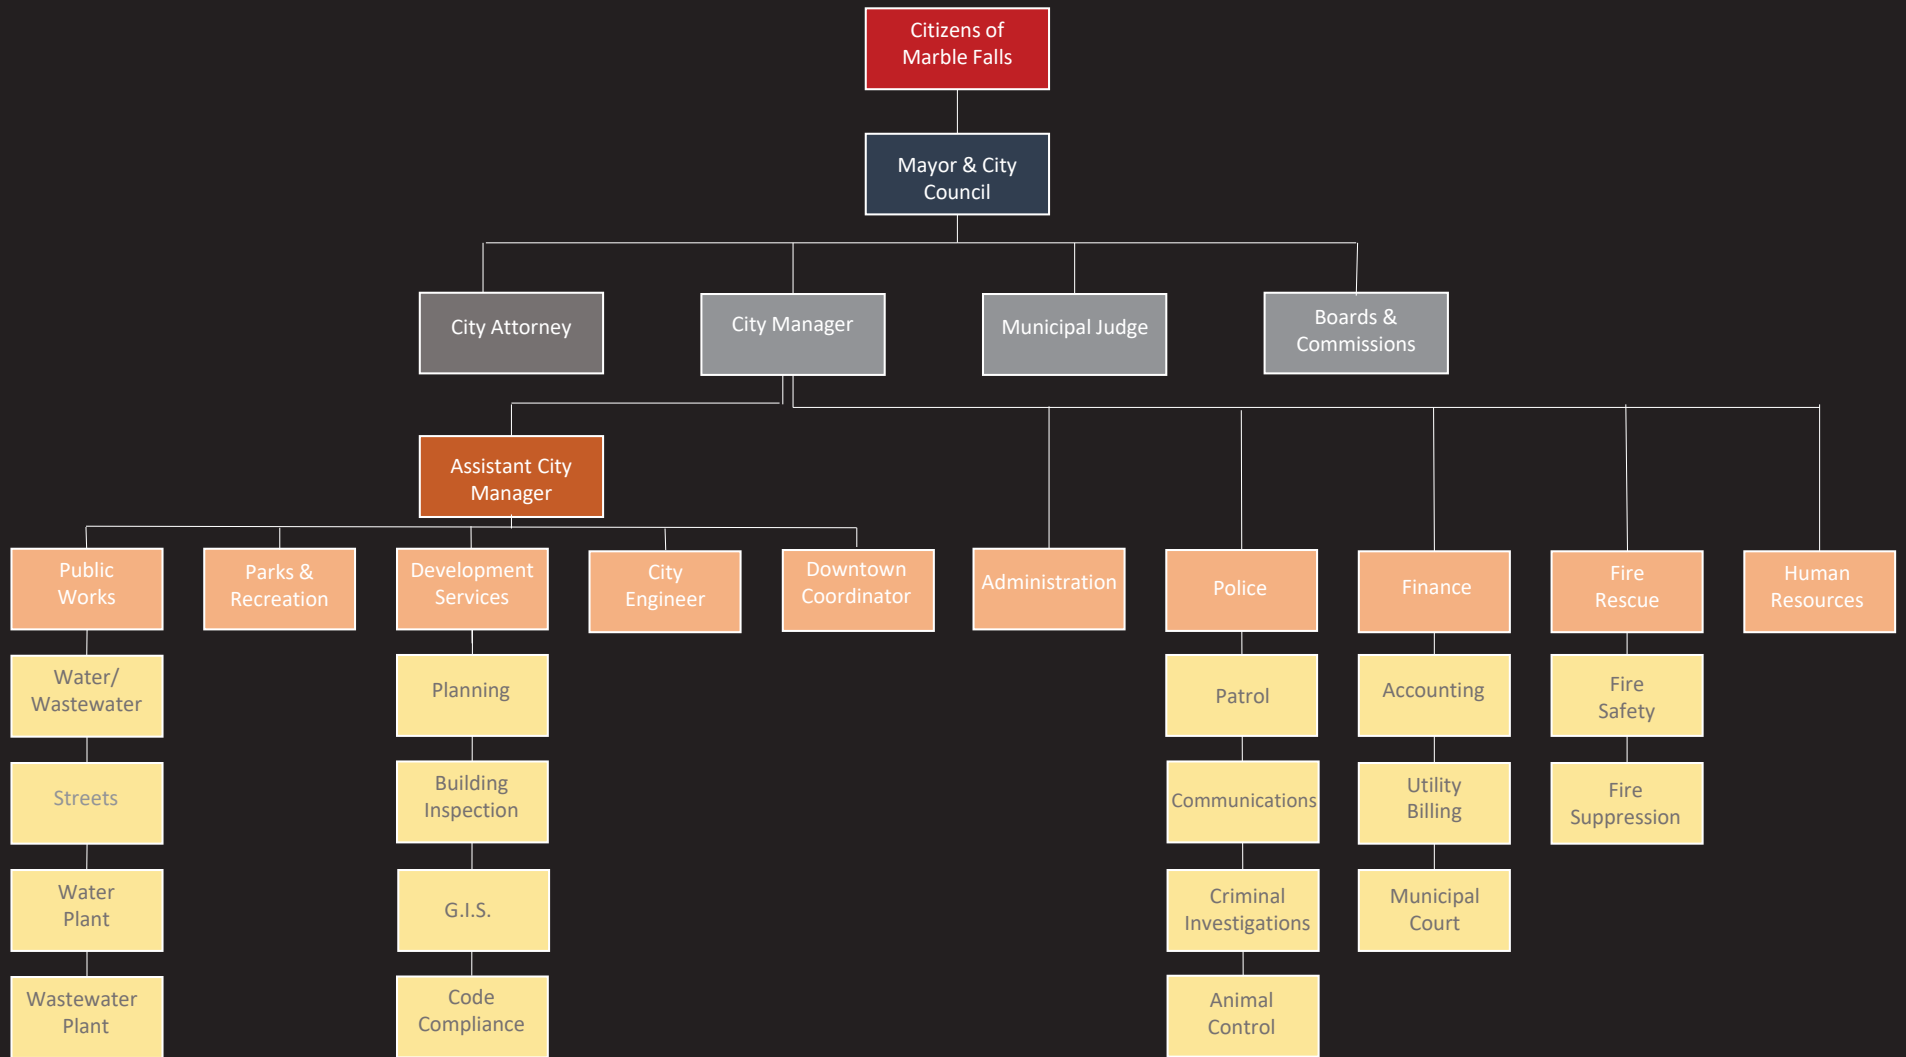 Citizens of
Marble Falls
Mayor & City
Council
City Attorney
City Manager
Municipal Judge
Boards &
Commissions
Assistant City
Manager
Public
Works
Parks &
Recreation
Development
Services
City
Engineer
Downtown
Coordinator
Administration
Police
Finance
Fire
Rescue
Human
Resources
Water/
Wastewater
Planning
Patrol
Accounting
Fire
Safety
Streets
Building
Inspection
Communications
Utility
Billing
Fire
Suppression
Water
Plant
G.I.S.
Criminal
Investigations
Municipal
Court
Wastewater
Plant
Code
Compliance
Animal
Control